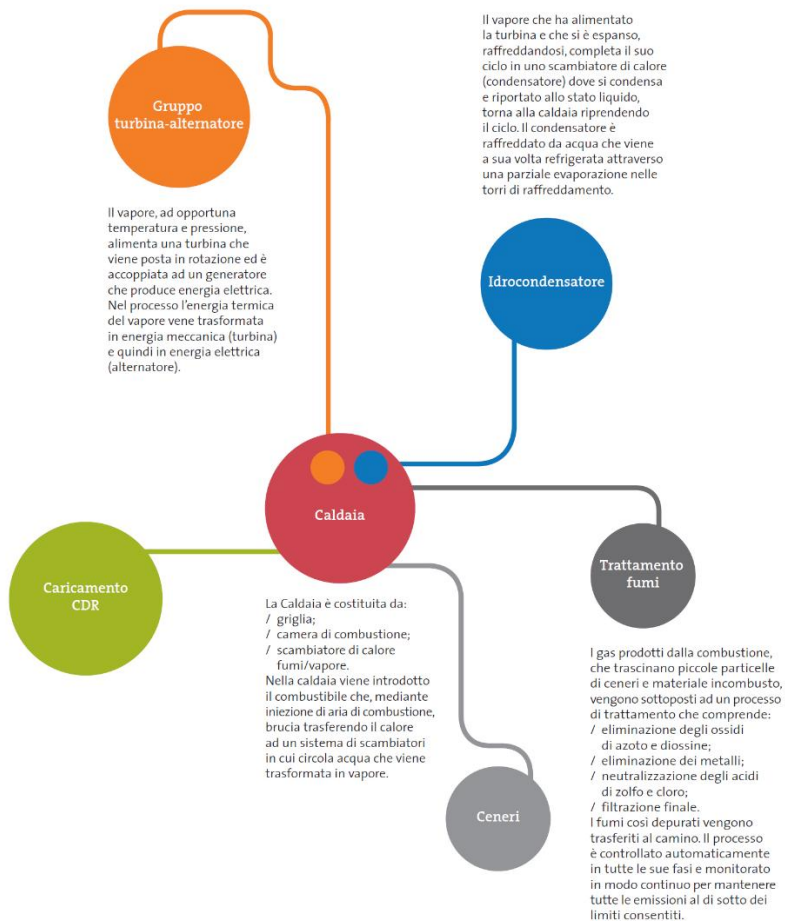 Gruppo
turbina-alternatore
Il vapore, ad opportuna
temperatura e pressione,
alimenta una turbina che
viene posta in rotazione ed è
accoppiata ad un generatore
che produce energia elettrica.
Nel processo l'energia termica
del vapore vene trasformata
in energia meccanica (turbina)
e quindi in energia elettrica
(alternatore).
Il vapore che ha alimentato
la turbina e che si è espanso,
raffreddandosi, completa il suo
ciclo in uno scambiatore di calore
(condensatore) dove si condensa
e riportato allo stato liquido,
torna alla caldaia riprendendo
il ciclo. Il condensatore è
raffreddato da acqua che viene
a sua volta refrigerata attraverso
una parziale evaporazione nelle
torri di raffreddamento.
Idrocondensatore
Caldaia
Caricamento
CDR
La Caldaia è costituita da:
/ griglia;
/ camera di combustione;
/ scambiatore di calore
fumi/vapore.
Nella caldaia viene introdotto
il combustibile che, mediante
iniezione di aria di combustione,
brucia trasferendo il calore
ad un sistema di scambiatori
in cui circola acqua che viene
trasformata in vapore.
Ceneri
Trattamento
fumi
I gas prodotti dalla combustione,
che trascinano piccole particelle
di ceneri e materiale incombusto,
vengono sottoposti ad un processo
di trattamento che comprende:
/ eliminazione degli ossidi
di azoto e diossine;
/ eliminazione dei metalli;
/ neutralizzazione degli acidi
di zolfo e cloro;
/ filtrazione finale.
I fumi così depurati vengono
trasferiti al camino. Il processo
è controllato automaticamente
in tutte le sue fasi e monitorato
in modo continuo per mantenere
tutte le emissioni al di sotto dei
limiti consentiti.